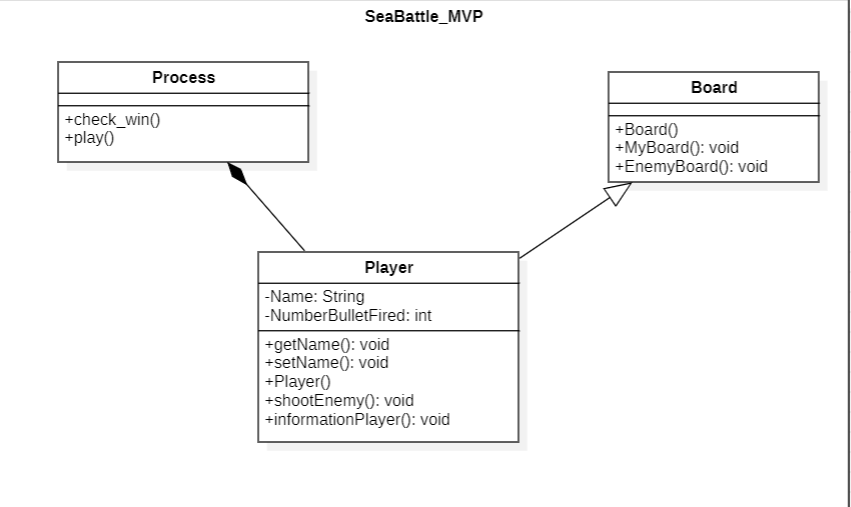 SeaBattle_MVP
Process
+check_win()
+play()
Board
+Board()
+MyBoard(): void
+EnemyBoard(): void
Player
-Name: String
-NumberBulletFired: int
+getName(): void
+setName(): void
+Player()
+shootEnemy(): void
+informationPlayer(): void